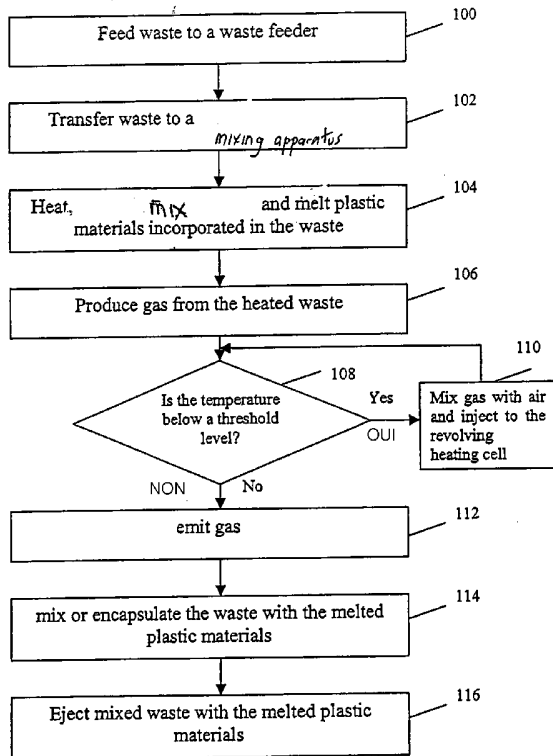 Feed waste to a waste feeder
100
Transfer waste to a
mixing apparatus
102
Heat, mix and melt plastic
materials incorporated in the waste
104
Produce gas from the heated waste
106
Is the temperature
below a threshold
level?
108
Yes
OUI
Mix gas with air
and inject to the
revolving
heating cell
110
NON No
emit gas
112
mix or encapsulate the waste with the melted
plastic materials
114
Eject mixed waste with the melted plastic
materials
116